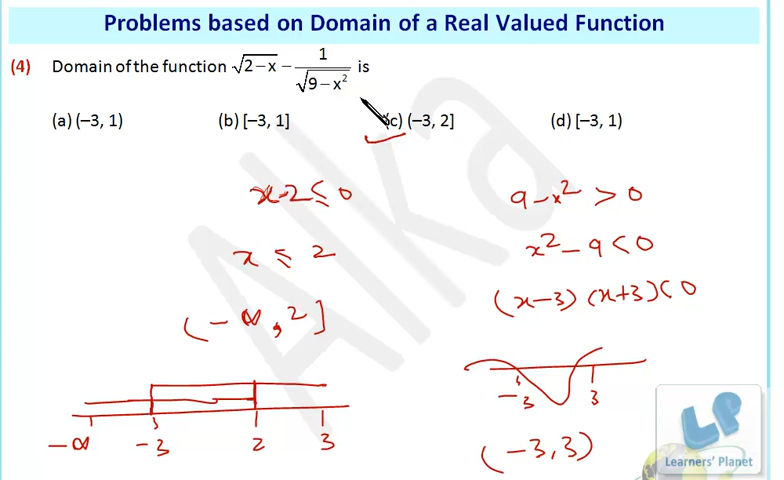 Problems based on Domain of a Real Valued Function
(4) Domain of the function √2−x − 1/√9−x² is
(a) (–3, 1) (b) [–3, 1] (c) (–3, 2] (d) [–3, 1)
x-2 ≤ 0
9-x² > 0
x ≤ 2
x² - 9 < 0
(x-3) (x+3) < 0
(-∞, 2]
-3 3
-∞ -3 2 3
(-3, 3)
Alka
LP
Learners' Planet